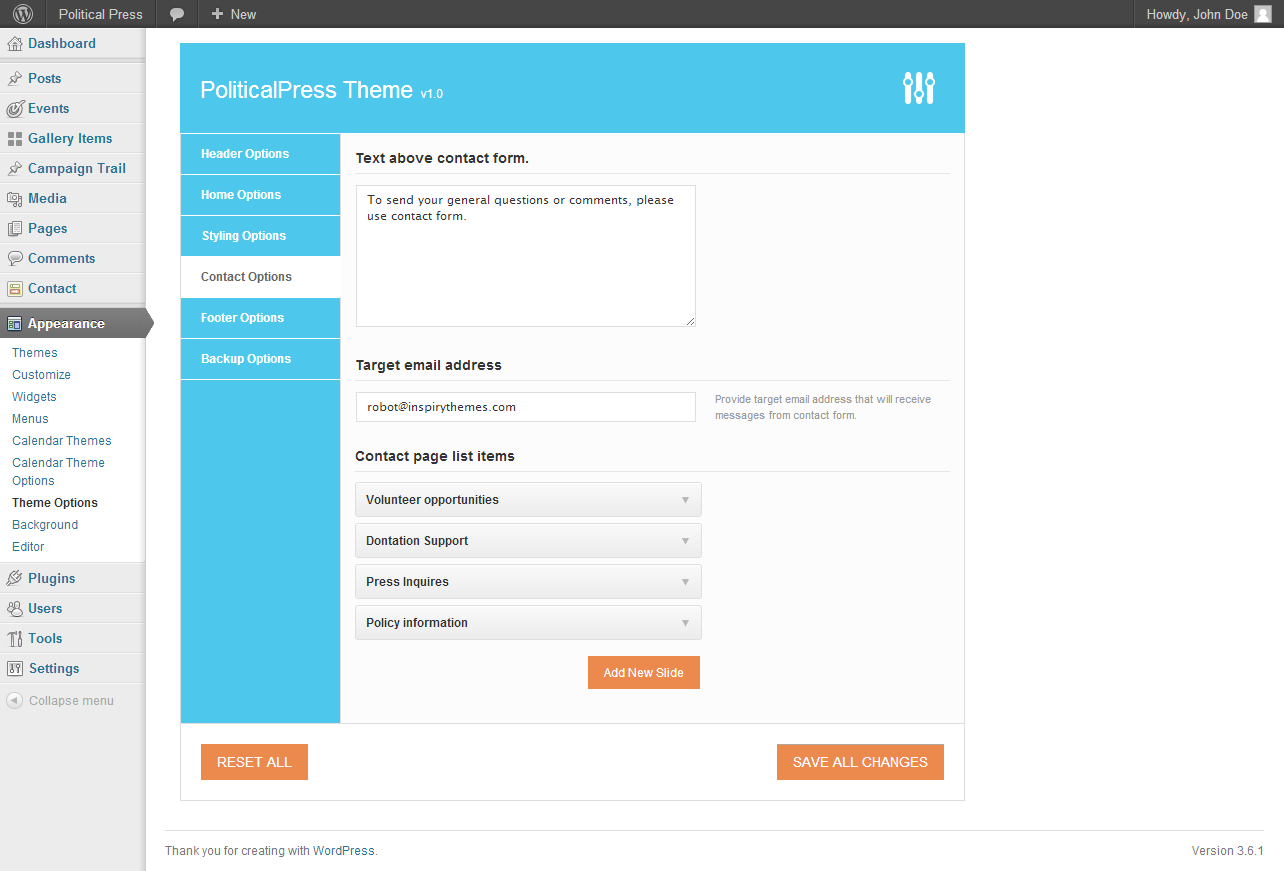 Political Press
New
Howdy, John Doe
Dashboard
Posts
Events
Gallery Items
Campaign Trail
Media
Pages
Comments
Contact
Appearance
Themes
Customize
Widgets
Menus
Calendar Themes
Calendar Theme
Options
Theme Options
Background
Editor
Plugins
Users
Tools
Settings
Collapse menu
PoliticalPress Theme v1.0
Header Options
Home Options
Styling Options
Contact Options
Footer Options
Backup Options
Text above contact form.
To send your general questions or comments, please
use contact form.
Target email address
robot@inspirythemes.com
Provide target email address that will receive
messages from contact form.
Contact page list items
Volunteer opportunities
Dontation Support
Press Inquires
Policy information
Add New Slide
RESET ALL
SAVE ALL CHANGES
Thank you for creating with WordPress.
Version 3.6.1